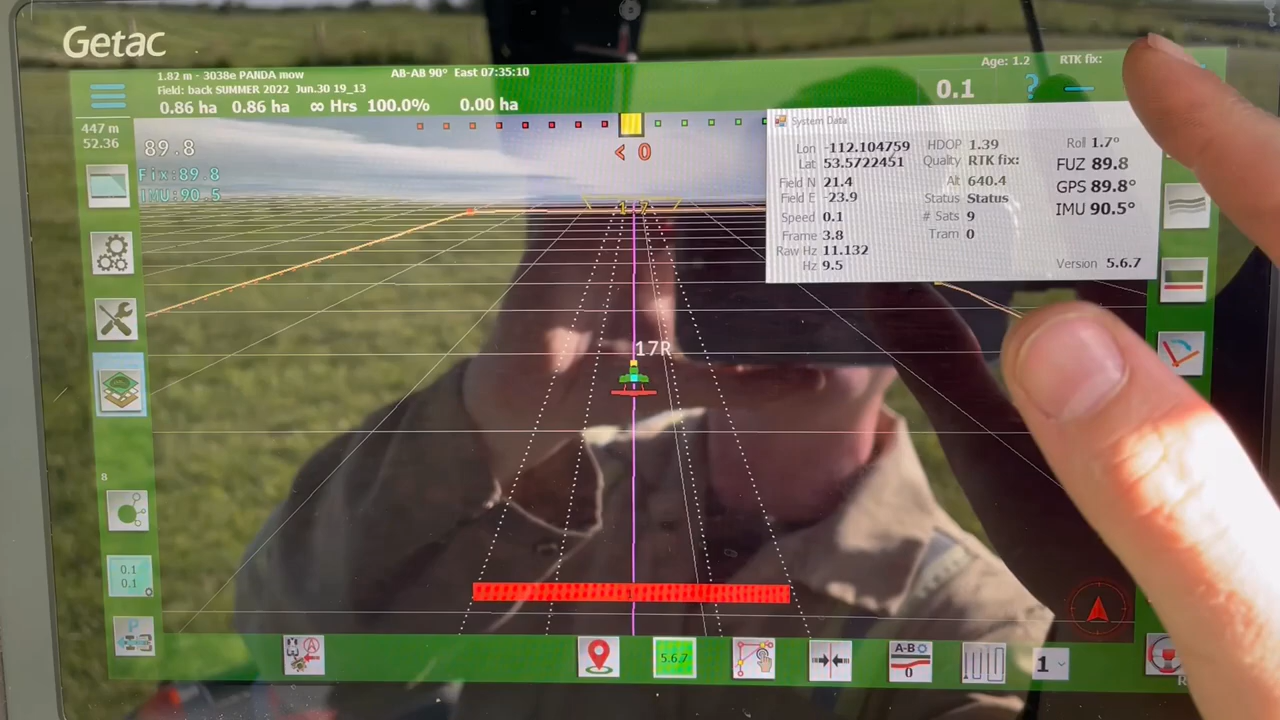 Getac
1.82 m - 3038e PANDA mow
AB-AB 90° East 07:35:10
Age: 1.2
RTK fix:
Field: back SUMMER 2022 Jun.30 19_13
0.86 ha 0.86 ha ∞ Hrs 100.0% 0.00 ha
0.1
?
447 m
52.36
89.8
Fix:89.8
IMU:90.5
< 0
1 7
System Data
Lon -112.104759
Lat 53.5722451
Field N 21.4
Field E -23.9
Speed 0.1
Frame 3.8
Raw Hz 11.132
Hz 9.5
HDOP 1.39
Quality RTK fix:
Alt 640.4
Status Status
# Sats 9
Tram 0
Roll 1.7°
FUZ 89.8
GPS 89.8°
IMU 90.5°
Version 5.6.7
17R
8
0.1
0.1
0
P
1
A
5.6.7
A-B
0
1
R